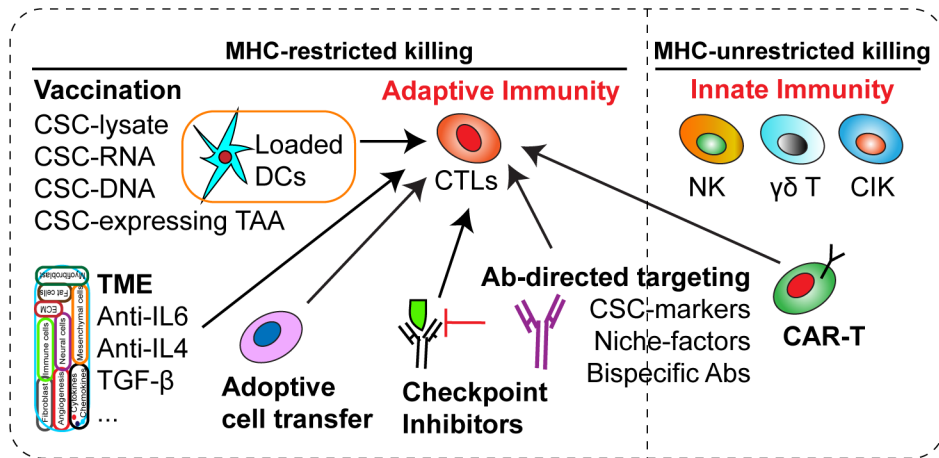 MHC-restricted killing
MHC-unrestricted killing
Vaccination
CSC-lysate
CSC-RNA
CSC-DNA
CSC-expressing TAA
Loaded
DCs
Adaptive Immunity
CTLs
Innate Immunity
NK
γδ T
CIK
Myofibroblast
Fat cells
ECM
Immune cells
Neural cells
Mesenchymal cells
Fibroblast
Angiogenesis
Cytokines
Chemokines
TME
Anti-IL6
Anti-IL4
TGF-β
...
Adoptive
cell transfer
Checkpoint
Inhibitors
Ab-directed targeting
CSC-markers
Niche-factors
Bispecific Abs
CAR-T